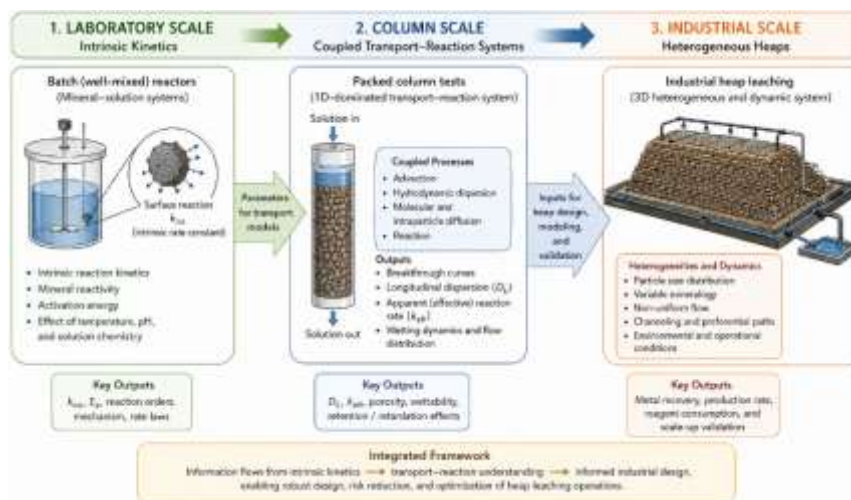 1. LABORATORY SCALE
Intrinsic Kinetics
2. COLUMN SCALE
Coupled Transport–Reaction Systems
3. INDUSTRIAL SCALE
Heterogeneous Heaps
Batch (well-mixed) reactors
(Mineral–solution systems)
Surface reaction
(intrinsic rate constant)
• Intrinsic reaction kinetics
• Mineral reactivity
• Activation energy
• Effect of temperature, pH,
and solution chemistry
Key Outputs
reaction orders,
mechanism, rate laws
Parameters
for transport
models
Packed column tests
(1D-dominated transport–reaction system)
Solution in
Solution out
Coupled Processes
• Advection
• Hydrodynamic dispersion
• Molecular and
intraparticle diffusion
• Reaction
Outputs
• Breakthrough curves
• Longitudinal dispersion (D_L)
• Apparent (effective) reaction
rate (k_eff)
• Wetting dynamics and flow
distribution
Key Outputs
D_L, k_eff, porosity, wettability,
retention / retardation effects
Inputs for
heap design,
modeling,
and
validation
Industrial heap leaching
(3D heterogeneous and dynamic system)
Heterogeneities and Dynamics
• Particle size distribution
• Variable mineralogy
• Non-uniform flow
• Channeling and preferential paths
• Environmental and operational
conditions
Key Outputs
Metal recovery, production rate,
reagent consumption, and
scale-up validation
Integrated Framework
Information flows from intrinsic kinetics → transport–reaction understanding → informed industrial design,
enabling robust design, risk reduction, and optimization of heap leaching operations.